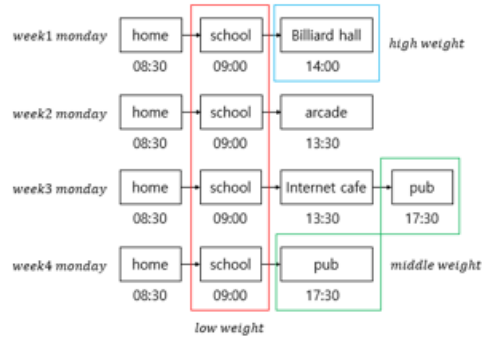 week1 monday home school Billiard hall high weight
08:30 09:00 14:00
week2 monday home school arcade
08:30 09:00 13:30
week3 monday home school Internet cafe pub
08:30 09:00 13:30 17:30
week4 monday home school pub middle weight
08:30 09:00 17:30
low weight